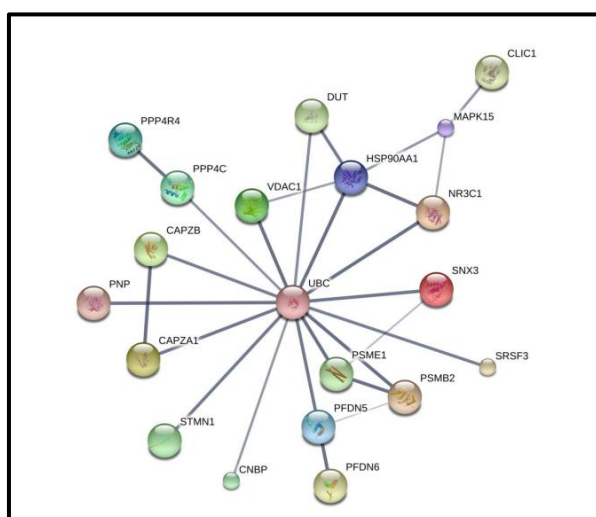 CLIC1
DUT
MAPK15
PPP4R4
HSP90AA1
PPP4C
VDAC1
NR3C1
CAPZB
UBC
SNX3
PNP
CAPZA1
PSME1
SRSF3
PSMB2
PFDN5
STMN1
CNBP
PFDN6